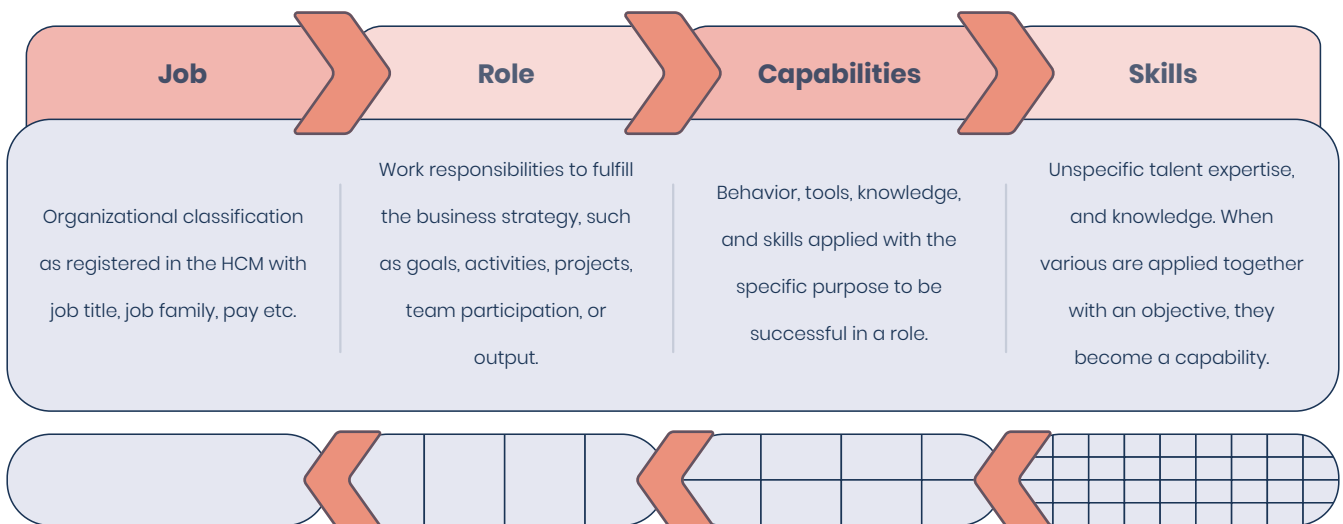 Job
Role
Capabilities
Skills
Organizational classification
as registered in the HCM with
job title, job family, pay etc.
Work responsibilities to fulfill
the business strategy, such
as goals, activities, projects,
team participation, or
output.
Behavior, tools, knowledge,
and skills applied with the
specific purpose to be
successful in a role.
Unspecific talent expertise,
and knowledge. When
various are applied together
with an objective, they
become a capability.